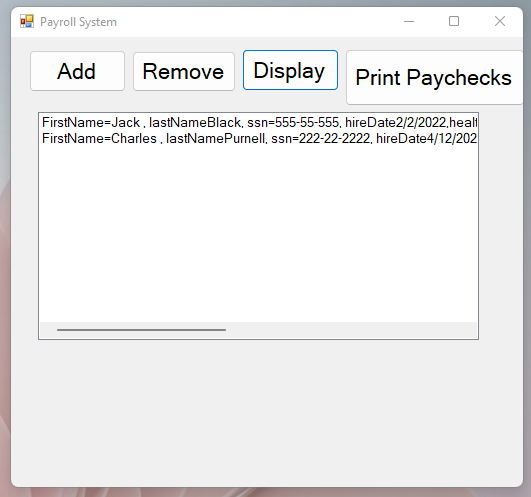 Payroll System
Add Remove Display Print Paychecks
FirstName=Jack , lastNameBlack, ssn=555-55-555, hireDate2/2/2022,healt
FirstName=Charles , lastNamePurnell, ssn=222-22-2222, hireDate4/12/202